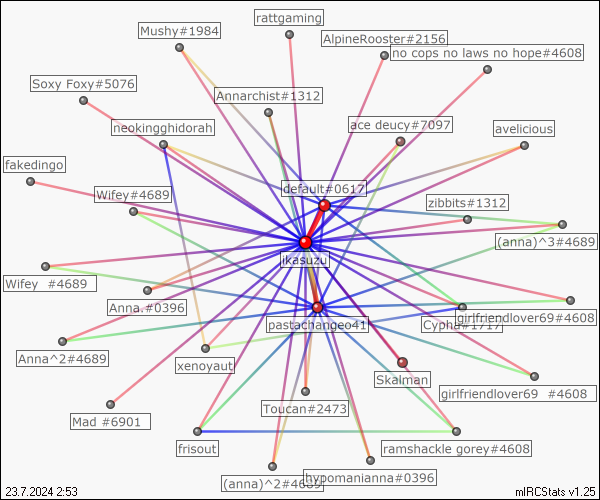 rattgaming
Mushy#1984
AlpineRooster#2156
no cops no laws no hope#4608
Soxy Foxy#5076
Annarchist#1312
neokingghidorah
ace deucy#7097
avelicious
fakedingo
default#0617
Wifey#4689
zibbits#1312
(anna)^3#4689
jikasuzu
Wifey #4689
Anna.#0396
girlfriendlover69#4608
pastachangeo41
Cypha#1717
Anna^2#4689
xenoyaut
Skalman
girlfriendlover69 #4608
Toucan#2473
Mad #6901
frisout
ramshackle gorey#4608
(anna)^2#4689
hypomanianna#0396
23.7.2024 2:53
mIRCStats v1.25